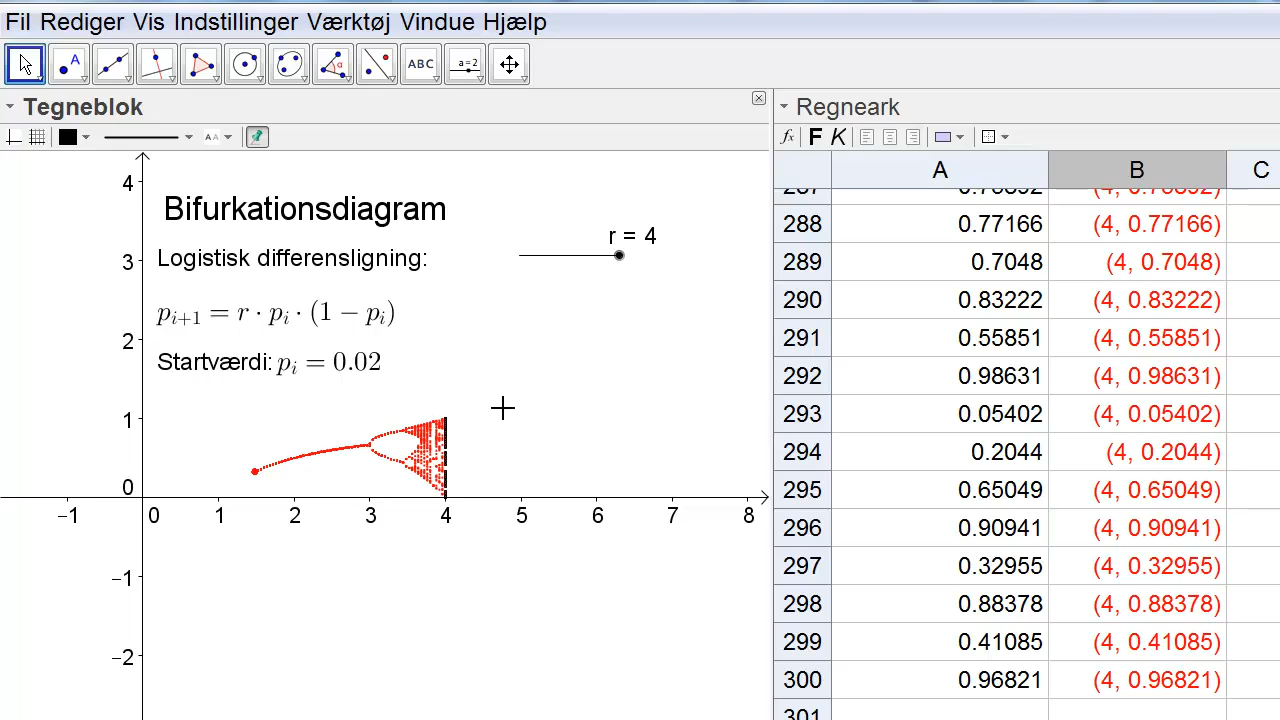 Fil Rediger Vis Indstillinger Værktøj Vindue Hjælp
A
α
ABC
a=2
Tegneblok
Regneark
A A
fx F K
Bifurkationsdiagram
r = 4
Logistisk differensligning:
p_{i+1} = r · p_i · (1 − p_i)
Startværdi: p_i = 0.02
4
3
2
1
0
−1
−2
−1 0 1 2 3 4 5 6 7 8
A B C
288 0.77166 (4, 0.77166)
289 0.7048 (4, 0.7048)
290 0.83222 (4, 0.83222)
291 0.55851 (4, 0.55851)
292 0.98631 (4, 0.98631)
293 0.05402 (4, 0.05402)
294 0.2044 (4, 0.2044)
295 0.65049 (4, 0.65049)
296 0.90941 (4, 0.90941)
297 0.32955 (4, 0.32955)
298 0.88378 (4, 0.88378)
299 0.41085 (4, 0.41085)
300 0.96821 (4, 0.96821)
301